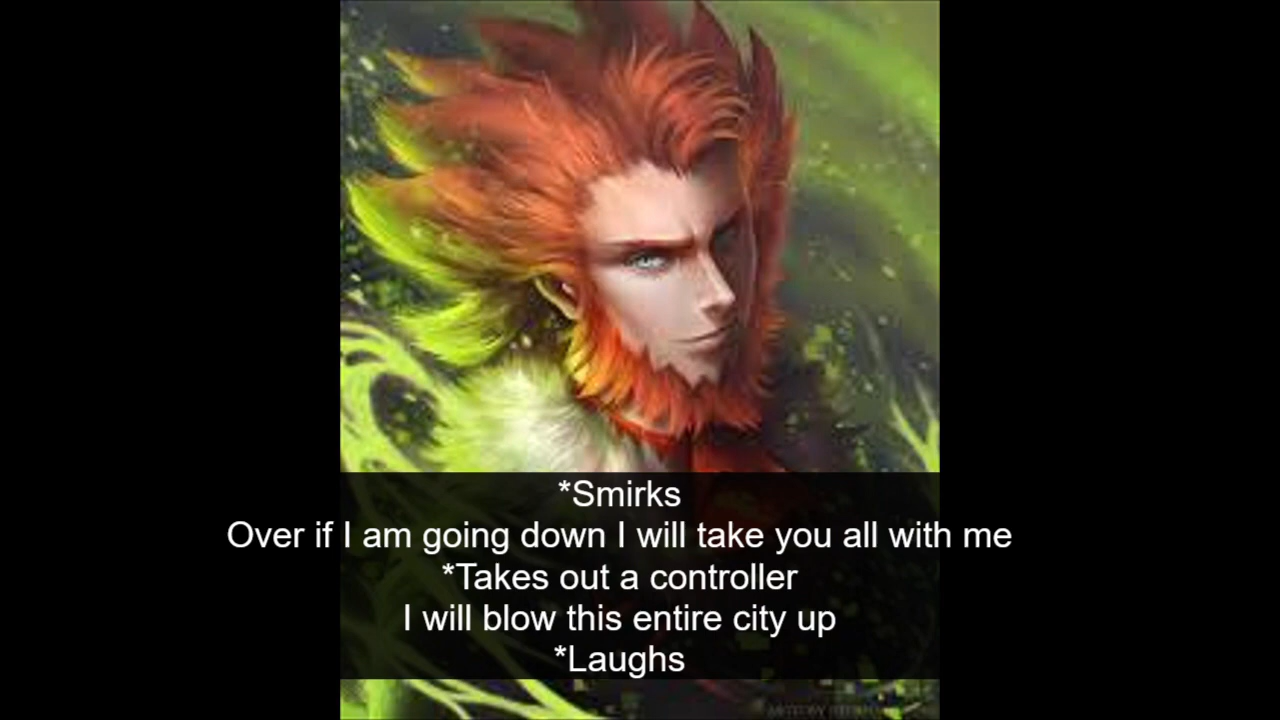 *Smirks
Over if I am going down I will take you all with me
*Takes out a controller
I will blow this entire city up
*Laughs